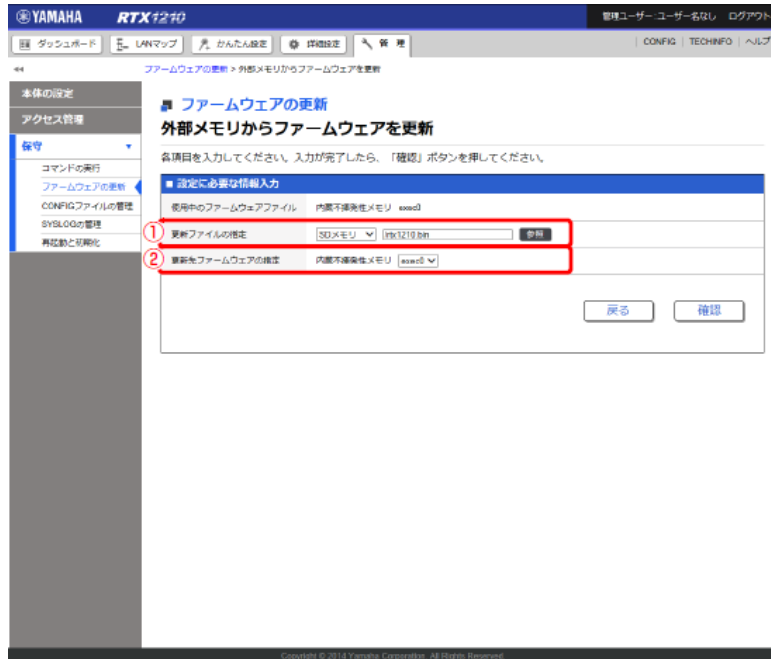 YAMAHA RTX1210 管理ユーザー:ユーザー名なし ログアウト
ダッシュボード LANマップ かんたん設定 詳細設定 管理 CONFIG TECHINFO ヘルプ
ファームウェアの更新 > 外部メモリからファームウェアを更新
本体の設定
アクセス管理
保守
コマンドの実行
ファームウェアの更新
CONFIGファイルの管理
SYSLOGの管理
再起動と初期化
ファームウェアの更新
外部メモリからファームウェアを更新
各項目を入力してください。入力が完了したら、「確認」ボタンを押してください。
■ 設定に必要な情報入力
使用中のファームウェアファイル 内蔵不揮発性メモリ exec0
① 更新ファイルの指定 SDメモリ /rtx1210.bin 参照
② 更新先ファームウェアの指定 内蔵不揮発性メモリ exec0
戻る 確認
Copyright © 2014 Yamaha Corporation. All Rights Reserved.